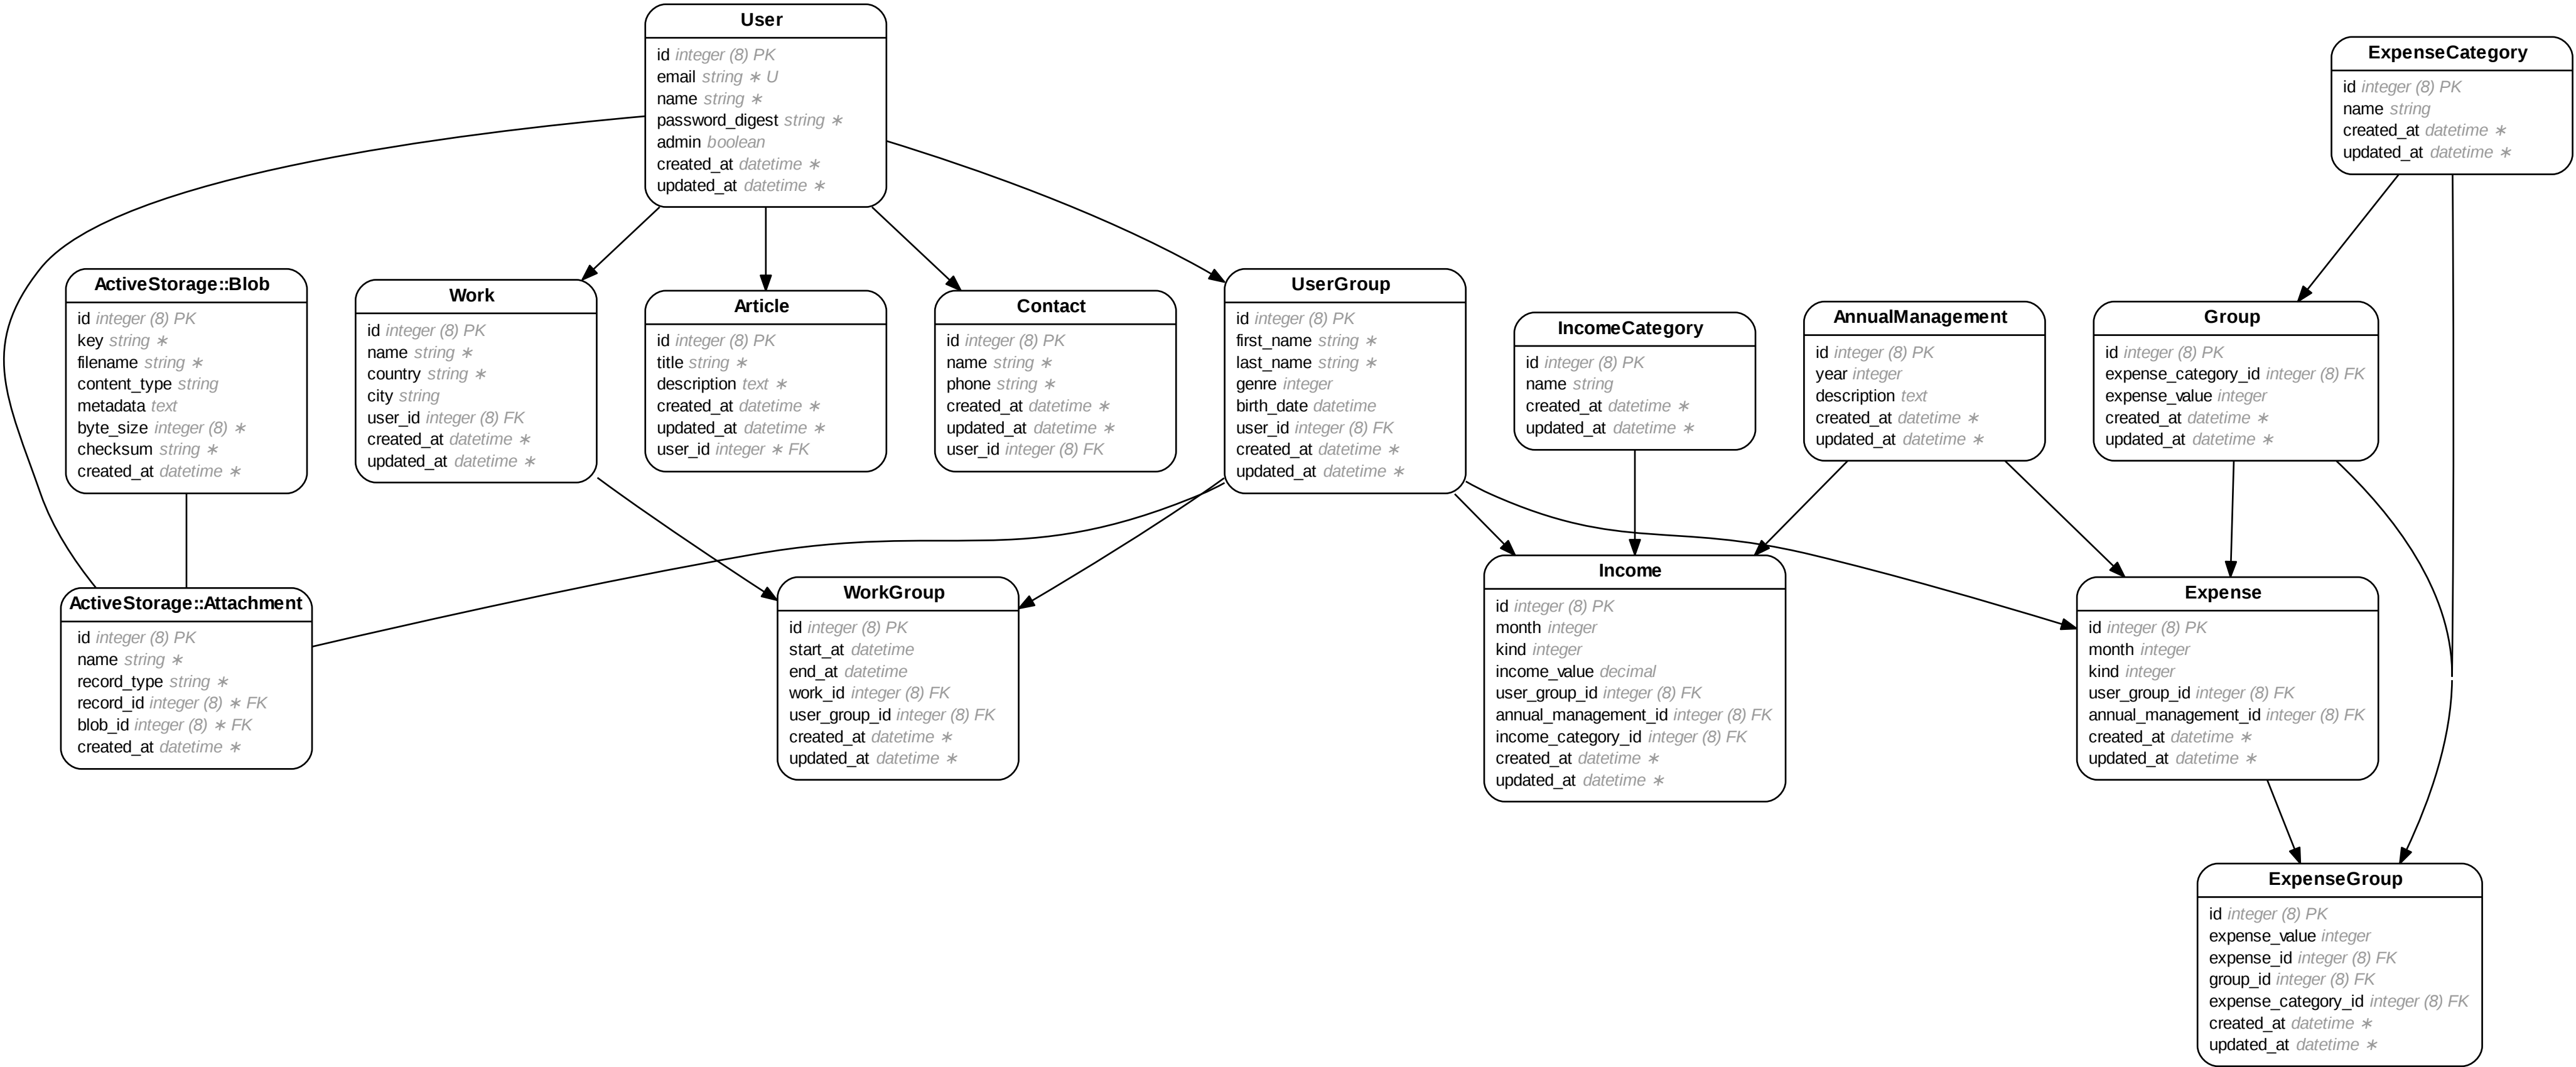 User
id integer (8) PK
email string ∗ U
name string ∗
password_digest string ∗
admin boolean
created_at datetime ∗
updated_at datetime ∗
ExpenseCategory
id integer (8) PK
name string
created_at datetime ∗
updated_at datetime ∗
ActiveStorage::Blob
id integer (8) PK
key string ∗
filename string ∗
content_type string
metadata text
byte_size integer (8) ∗
checksum string ∗
created_at datetime ∗
Work
id integer (8) PK
name string ∗
country string ∗
city string
user_id integer (8) FK
created_at datetime ∗
updated_at datetime ∗
Article
id integer (8) PK
title string ∗
description text ∗
created_at datetime ∗
updated_at datetime ∗
user_id integer ∗ FK
Contact
id integer (8) PK
name string ∗
phone string ∗
created_at datetime ∗
updated_at datetime ∗
user_id integer (8) FK
UserGroup
id integer (8) PK
first_name string ∗
last_name string ∗
genre integer
birth_date datetime
user_id integer (8) FK
created_at datetime ∗
updated_at datetime ∗
IncomeCategory
id integer (8) PK
name string
created_at datetime ∗
updated_at datetime ∗
AnnualManagement
id integer (8) PK
year integer
description text
created_at datetime ∗
updated_at datetime ∗
Group
id integer (8) PK
expense_category_id integer (8) FK
expense_value integer
created_at datetime ∗
updated_at datetime ∗
ActiveStorage::Attachment
id integer (8) PK
name string ∗
record_type string ∗
record_id integer (8) ∗ FK
blob_id integer (8) ∗ FK
created_at datetime ∗
WorkGroup
id integer (8) PK
start_at datetime
end_at datetime
work_id integer (8) FK
user_group_id integer (8) FK
created_at datetime ∗
updated_at datetime ∗
Income
id integer (8) PK
month integer
kind integer
income_value decimal
user_group_id integer (8) FK
annual_management_id integer (8) FK
income_category_id integer (8) FK
created_at datetime ∗
updated_at datetime ∗
Expense
id integer (8) PK
month integer
kind integer
user_group_id integer (8) FK
annual_management_id integer (8) FK
created_at datetime ∗
updated_at datetime ∗
ExpenseGroup
id integer (8) PK
expense_value integer
expense_id integer (8) FK
group_id integer (8) FK
expense_category_id integer (8) FK
created_at datetime ∗
updated_at datetime ∗